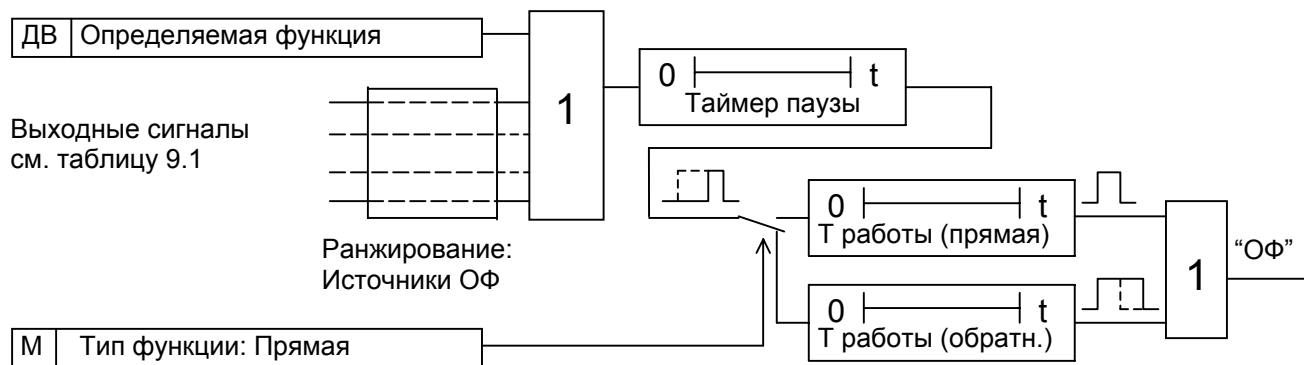 ДВ Определяемая функция
Выходные сигналы
см. таблицу 9.1
1
0 t
Таймер паузы
Ранжирование:
Источники ОФ
0 t
Т работы (прямая)
0 t
Т работы (обратн.)
1
“ОФ”
М Тип функции: Прямая